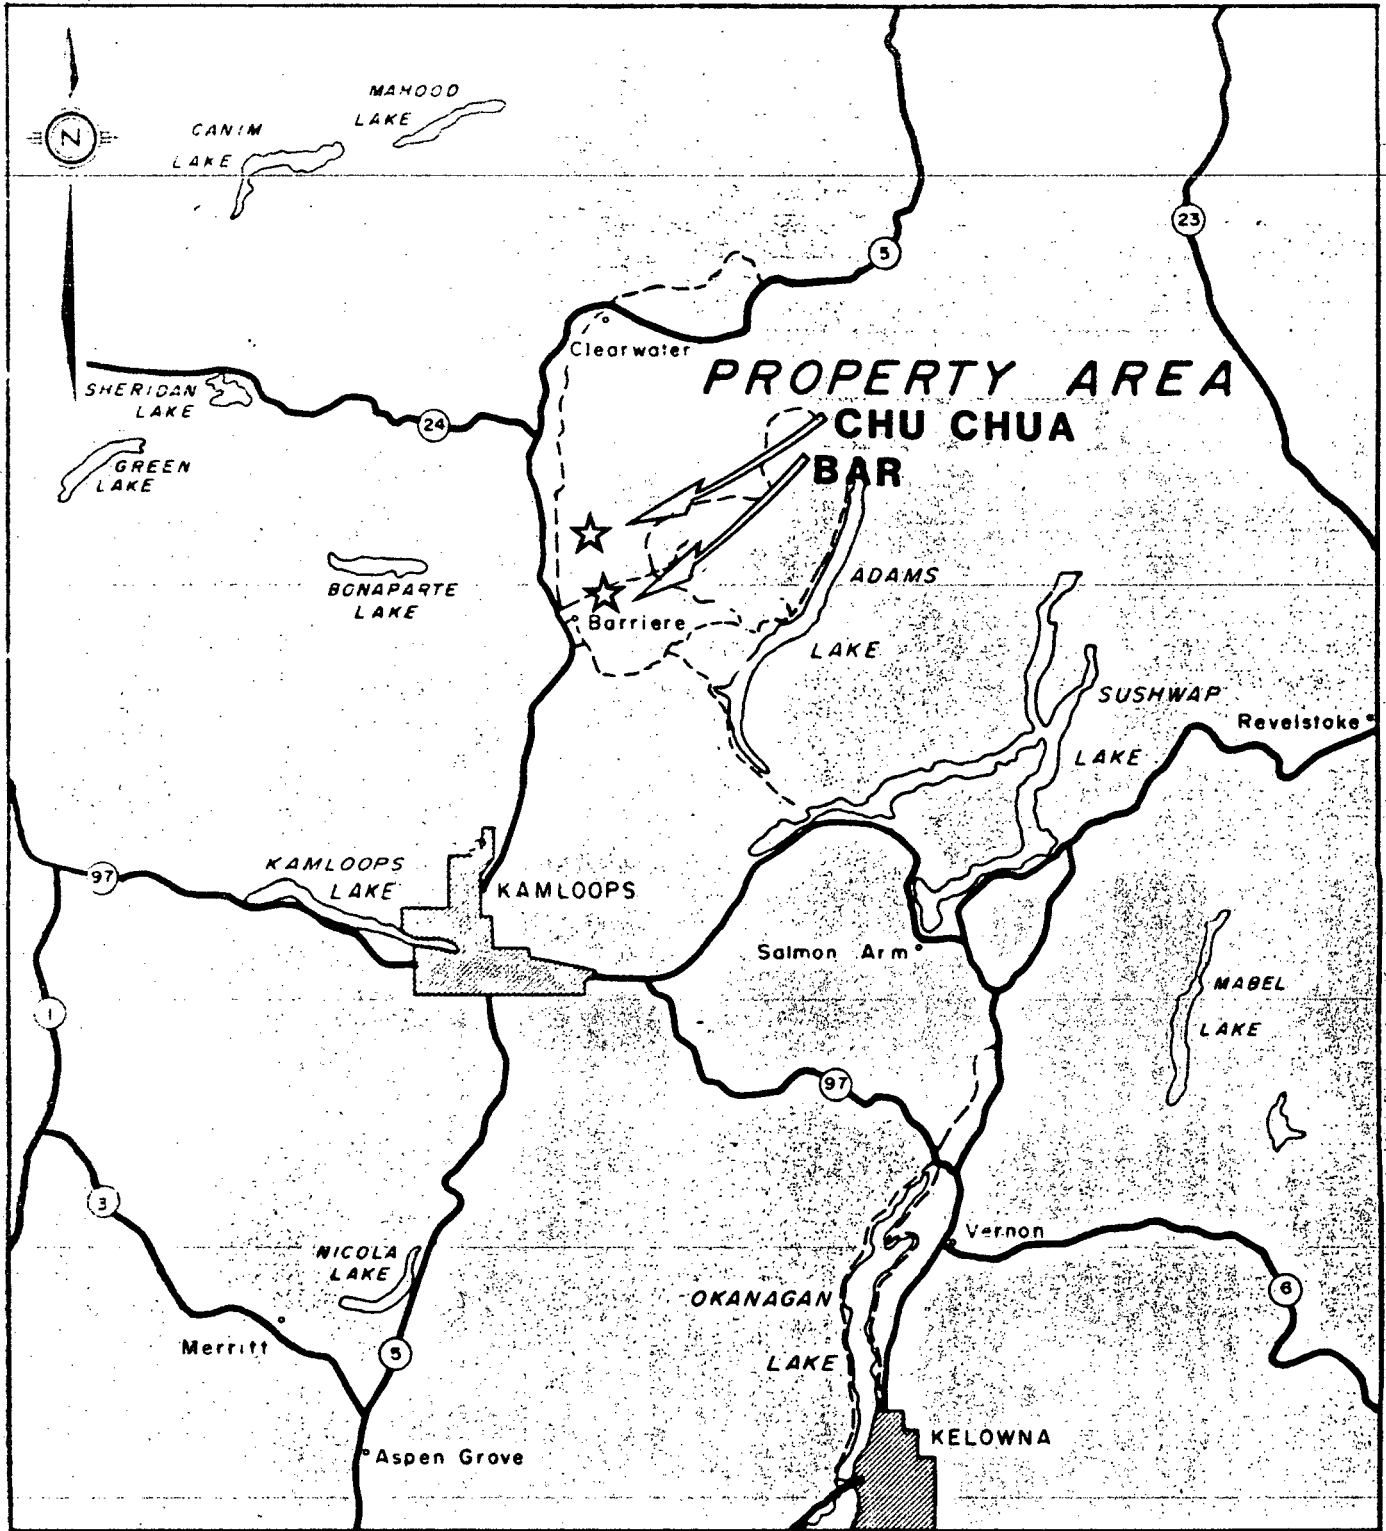 MAHOOD
LAKE
CANIM
LAKE
N
23
5
Clearwater
PROPERTY AREA
SHERIDAN
LAKE
24
CHU CHUA
BAR
GREEN
LAKE
ADAMS
LAKE
BONAPARTE
LAKE
Barriere
SUSHWAP
LAKE
Revelstoke
97
KAMLOOPS
LAKE
KAMLOOPS
Salmon Arm
MABEL
LAKE
1
97
3
Vernon
NICOLA
LAKE
OKANAGAN
LAKE
6
Merritt
5
KELOWNA
Aspen Grove